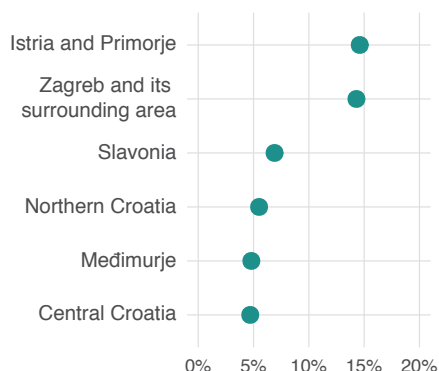 Istria and Primorje
Zagreb and its
surrounding area
Slavonia
Northern Croatia
Međimurje
Central Croatia
0% 5% 10% 15% 20%